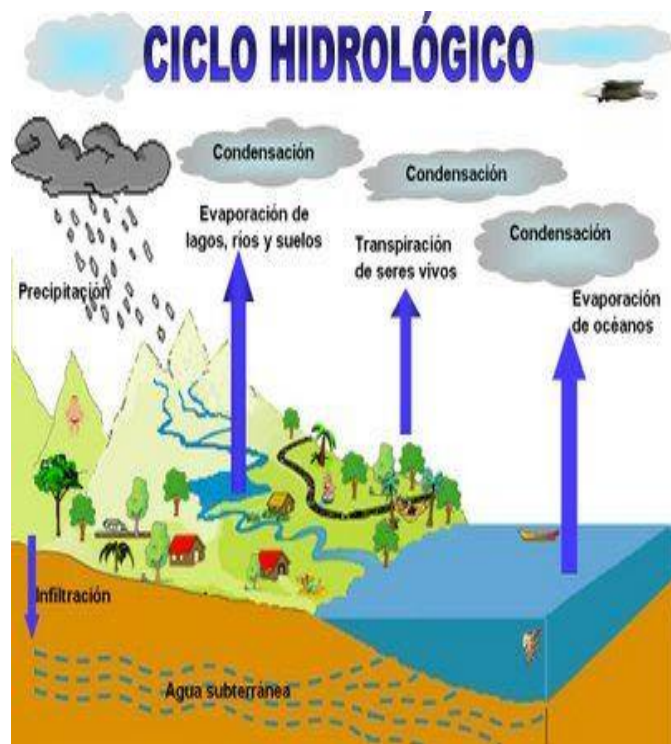 CICLO HIDROLÓGICO
Condensación
Condensación
Condensación
Evaporación de
lagos, ríos y suelos
Transpiración
de seres vivos
Precipitación
Evaporación
de océanos
Infiltración
Agua subterránea